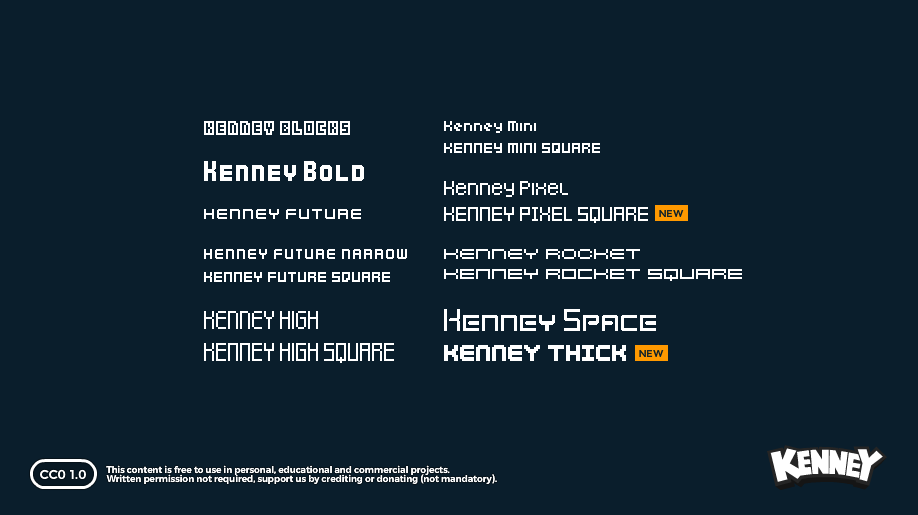 KENNEY BLOCKS
Kenney Bold
KENNEY FUTURE
KENNEY FUTURE NARROW
KENNEY FUTURE SQUARE
KENNEY HIGH
KENNEY HIGH SQUARE
Kenney Mini
KENNEY MINI SQUARE
Kenney Pixel
KENNEY PIXEL SQUARE NEW
KENNEY ROCKET
KENNEY ROCKET SQUARE
Kenney Space
KENNEY THICK NEW
CC0 1.0
This content is free to use in personal, educational and commercial projects.
Written permission not required, support us by crediting or donating (not mandatory).
KENNEY